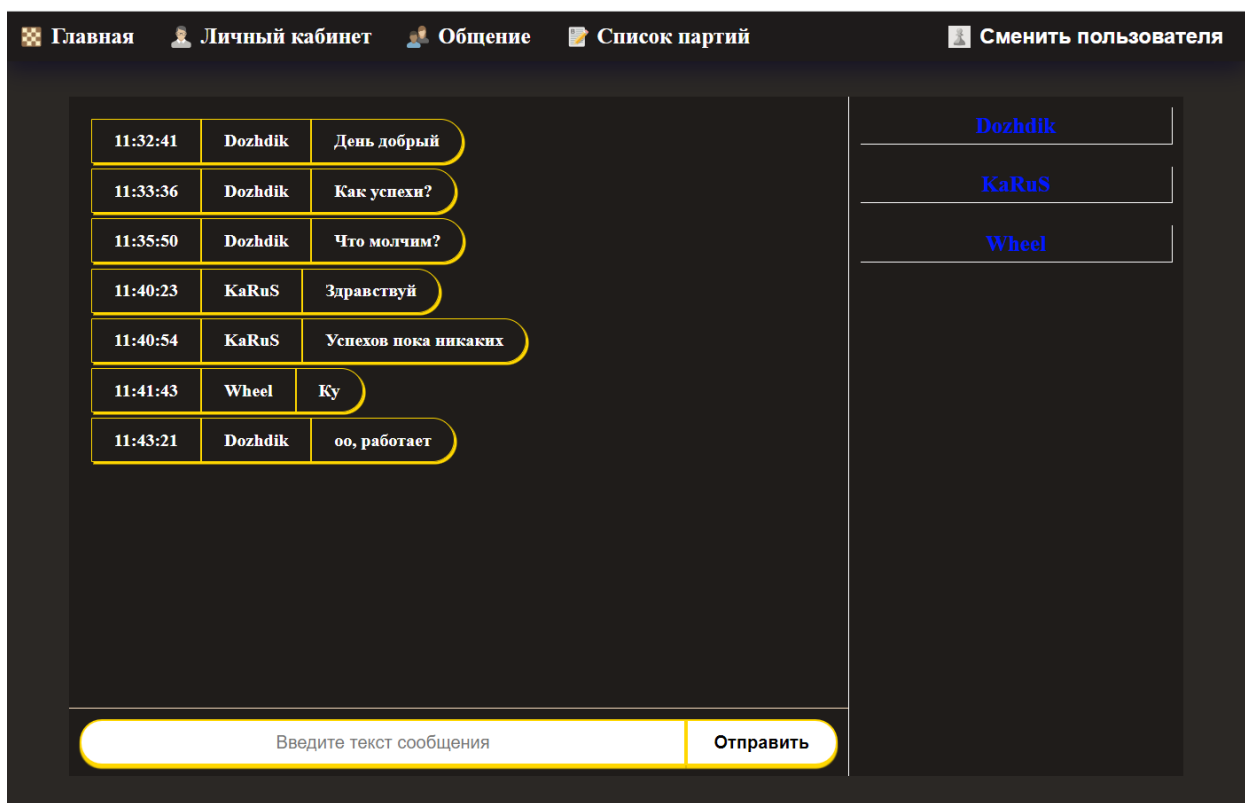 Главная Личный кабинет Общение Список партий Сменить пользователя
11:32:41 Dozhdik День добрый
11:33:36 Dozhdik Как успехи?
11:35:50 Dozhdik Что молчим?
11:40:23 KaRuS Здравствуй
11:40:54 KaRuS Успехов пока никаких
11:41:43 Wheel Ку
11:43:21 Dozhdik оо, работает
Введите текст сообщения Отправить
Dozhdik
KaRuS
Wheel